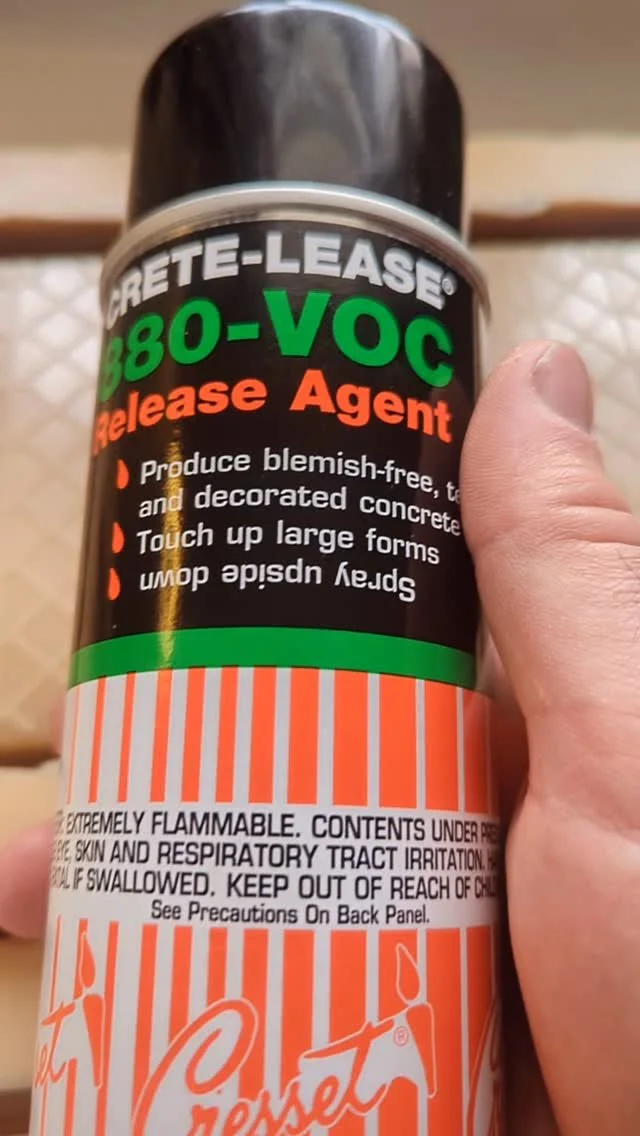 CRETE-LEASE®
880-VOC
Release Agent
Produce blemish-free,
and decorated concrete
Touch up large forms
Spray upside down
EXTREMELY FLAMMABLE. CONTENTS UNDER
EYE, SKIN AND RESPIRATORY TRACT IRRITATION.
IF SWALLOWED. KEEP OUT OF REACH OF
See Precautions On Back Panel.
Cresset®